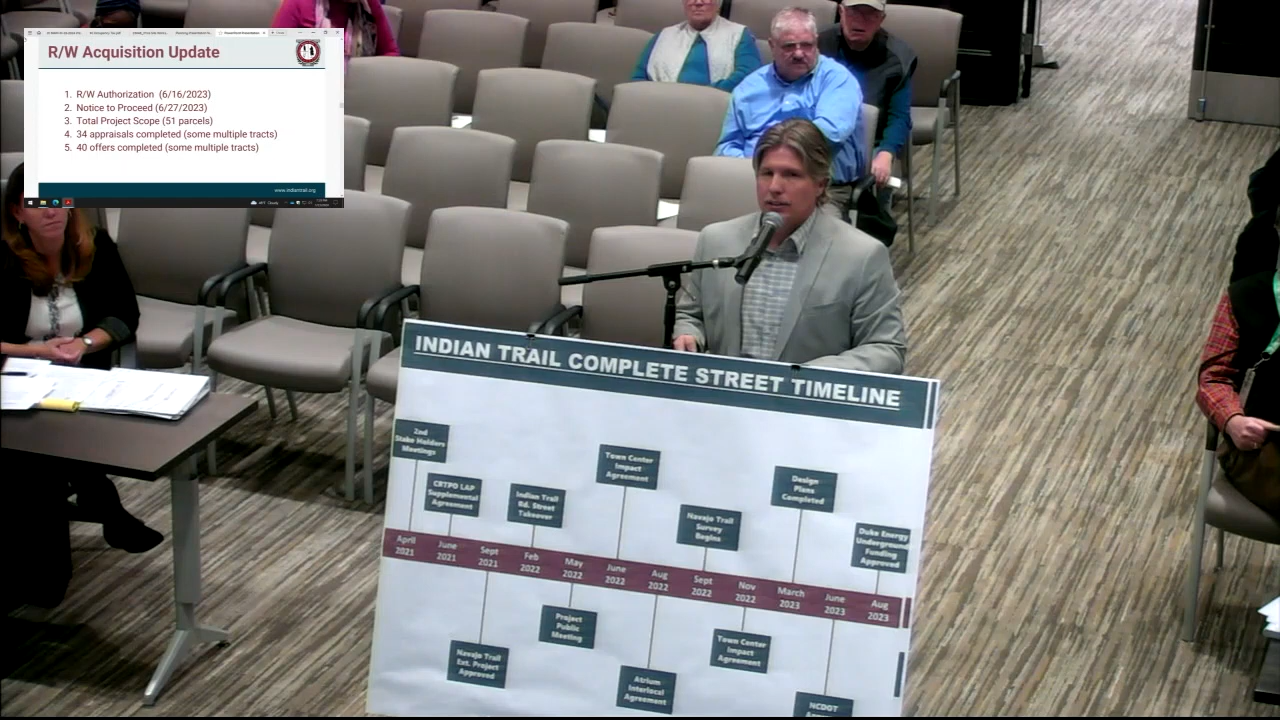 R/W Acquisition Update
1. R/W Authorization (6/16/2023)
2. Notice to Proceed (6/27/2023)
3. Total Project Scope (51 parcels)
4. 34 appraisals completed (some multiple tracts)
5. 40 offers completed (some multiple tracts)
www.indiantrail.org
INDIAN TRAIL COMPLETE STREET TIMELINE
2nd
Stake Holders
Meetings
CRTPO LAP
Supplemental
Agreement
Indian Trail
Rd. Street
Takeover
Town Center
Impact
Agreement
Navajo Trail
Survey
Begins
Design
Plans
Completed
Duke Energy
Underground
Funding
Approved
April
2021
June
2021
Sept
2021
Feb
2022
May
2022
June
2022
Aug
2022
Sept
2022
Nov
2022
March
2023
June
2023
Aug
2023
Navajo Trail
Ext. Project
Approved
Project
Public
Meeting
Atrium
Interlocal
Agreement
Town Center
Impact
Agreement
NCDOT